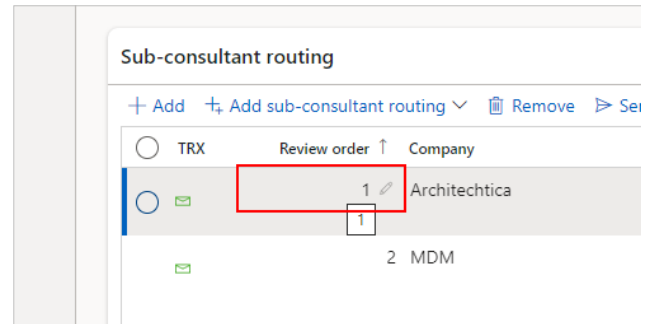 Sub-consultant routing
Add Add sub-consultant routing Remove Se
TRX Review order ↑ Company
1 Architechtica
1
2 MDM